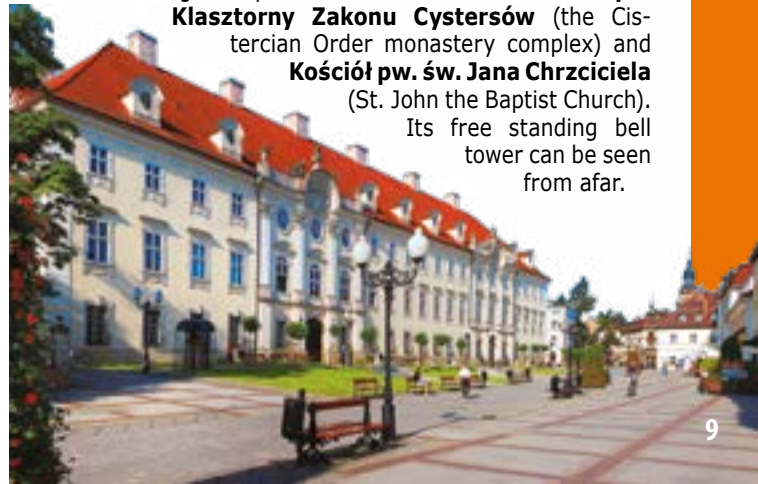 Klasztorny Zakonu Cystersów (the Cis-
tercian Order monastery complex) and
Kościół pw. św. Jana Chrzciciela
(St. John the Baptist Church).
Its free standing bell
tower can be seen
from afar.
9